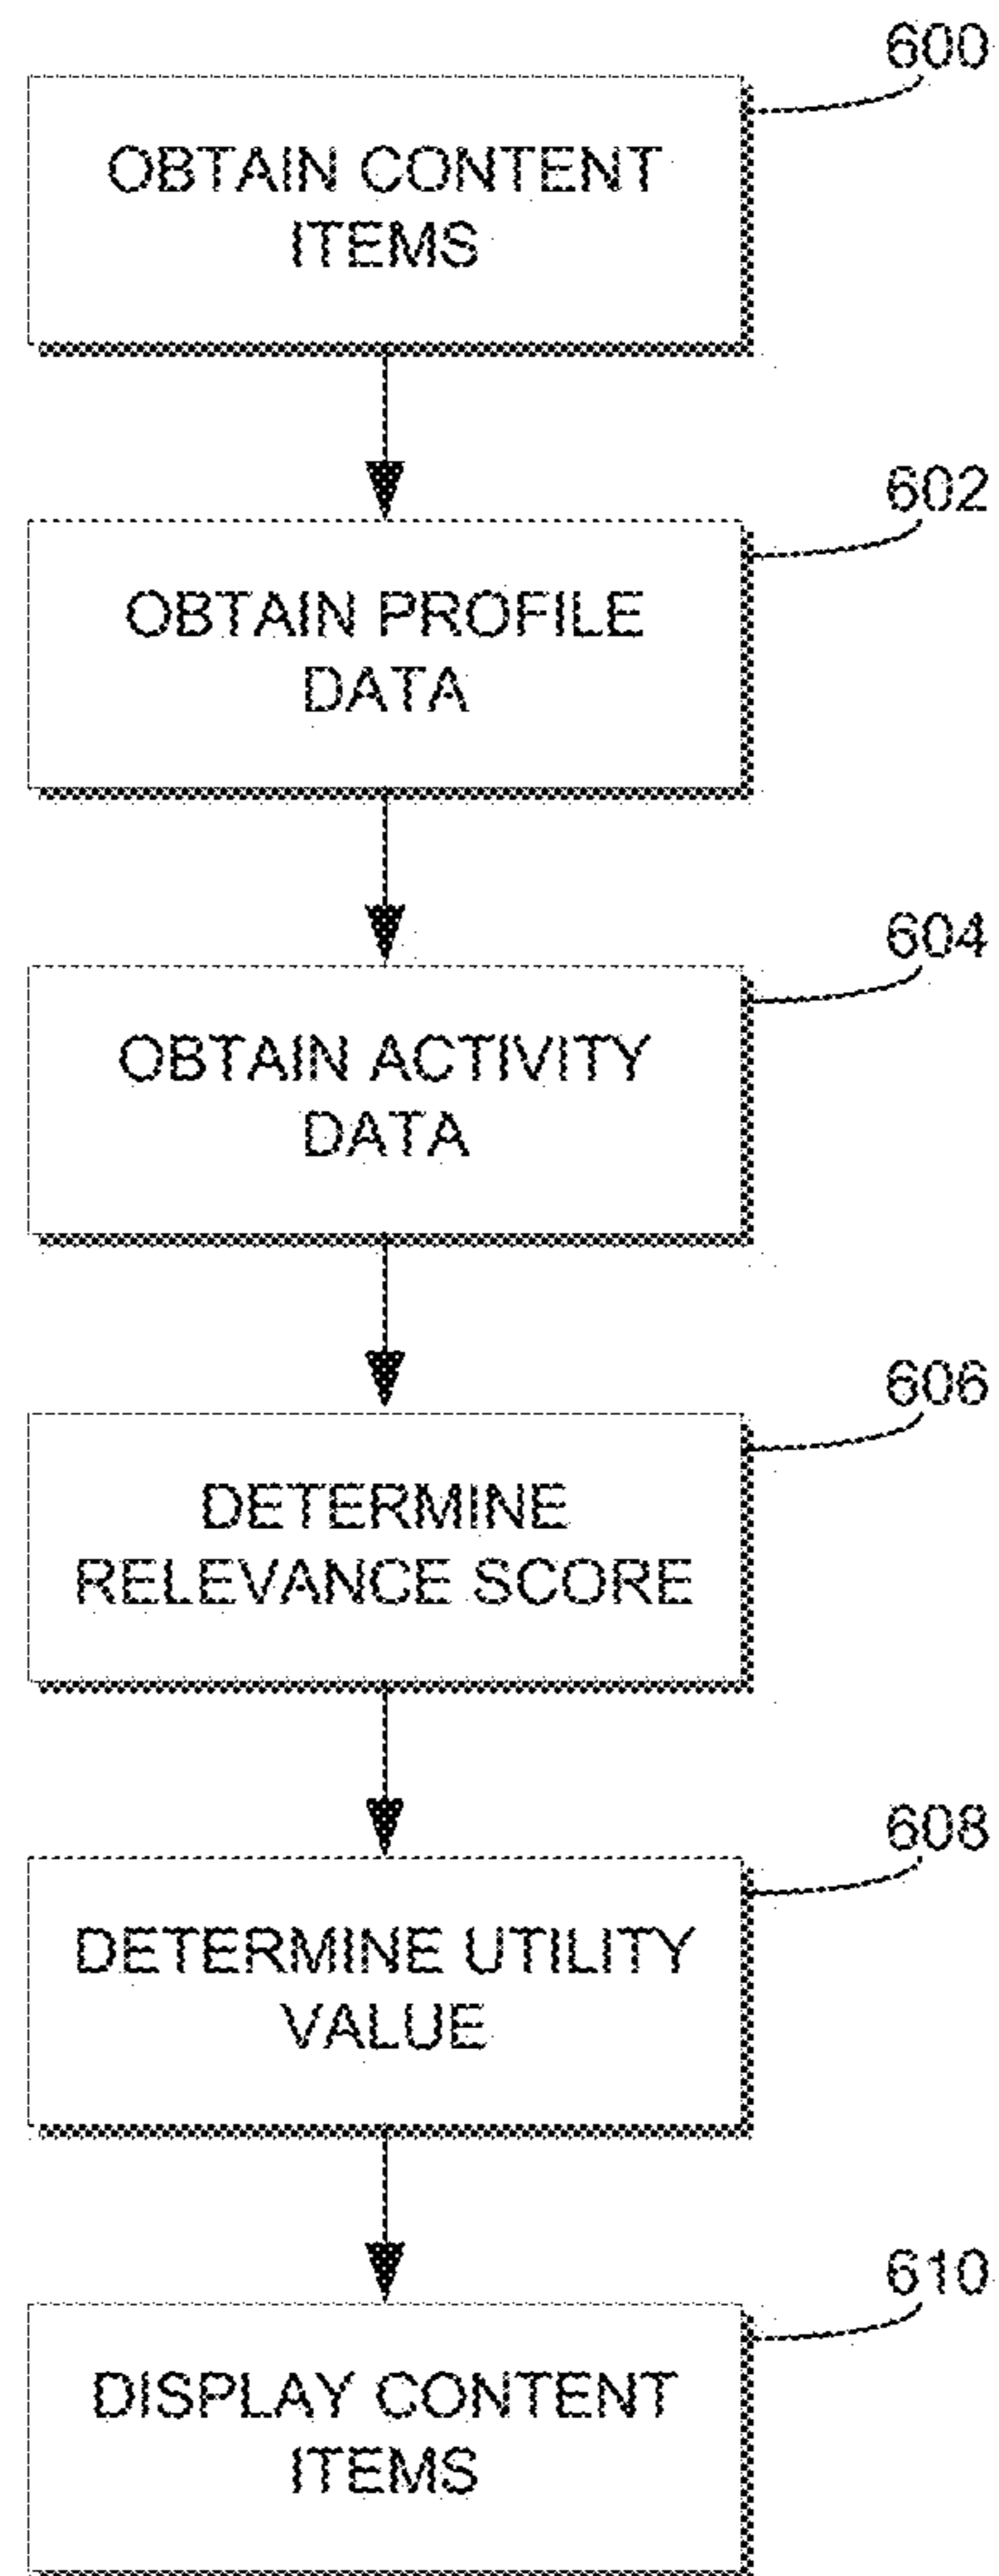 600
OBTAIN CONTENT
ITEMS
602
OBTAIN PROFILE
DATA
604
OBTAIN ACTIVITY
DATA
606
DETERMINE
RELEVANCE SCORE
608
DETERMINE UTILITY
VALUE
610
DISPLAY CONTENT
ITEMS